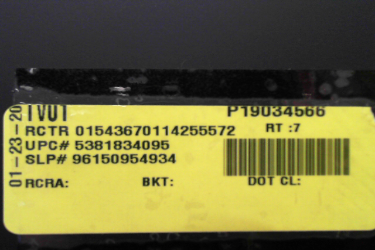 TV01 P19034566
RCTR 01543670114255572 RT :7
UPC# 5381834095
SLP# 96150954934
RCRA: BKT: DOT CL:
01-23-20